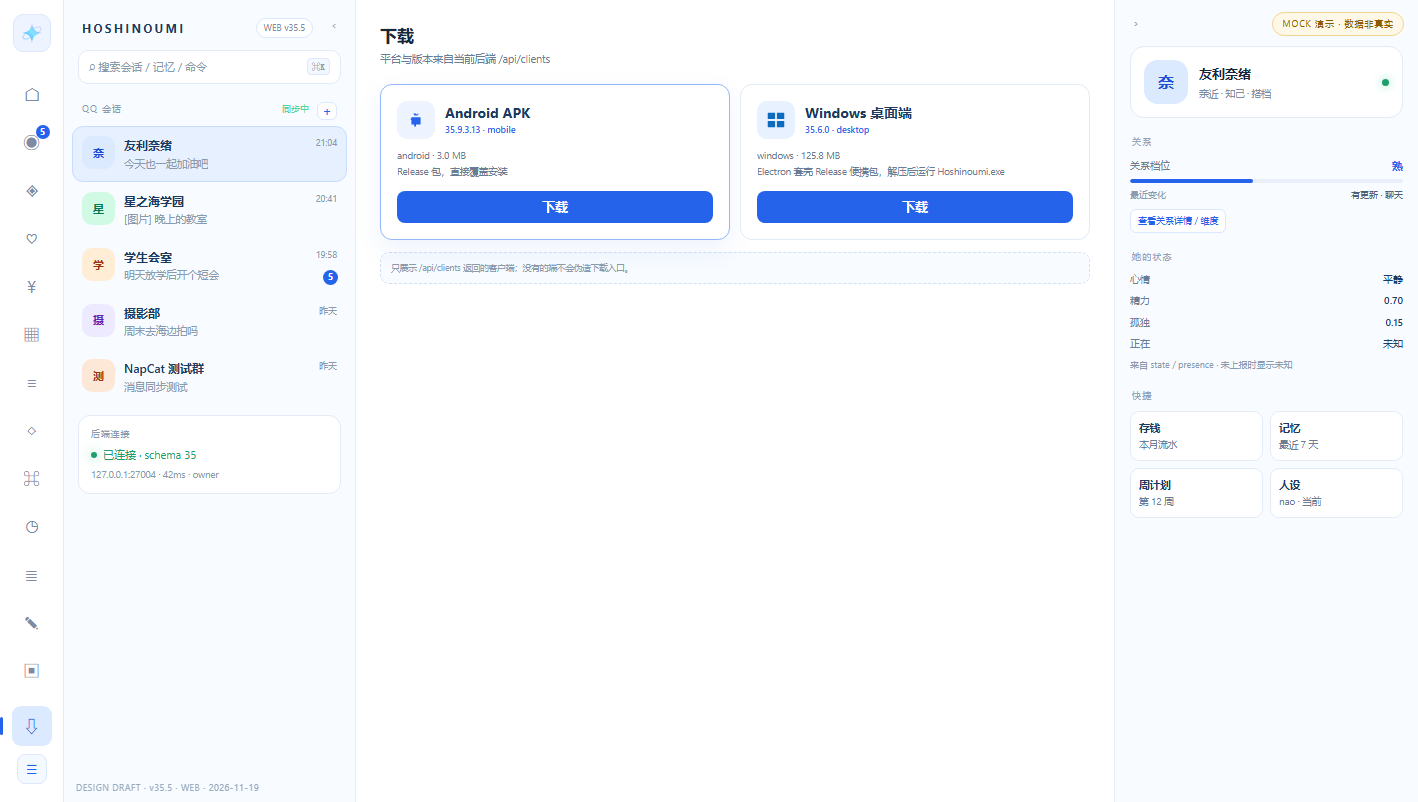 HOSHINOUMI
WEB v35.5
搜索会话 / 记忆 / 命令
⌘K
QQ 会话
同步中
+
奈
友利奈绪
21:04
今天也一起加油吧
星
星之海学园
20:41
[图片] 晚上的教室
学
学生会室
19:58
明天放学后开个短会
5
摄
摄影部
昨天
周末去海边拍吗
测
NapCat 测试群
昨天
消息同步测试
后端连接
已连接 · schema 35
127.0.0.1:27004 · 42ms · owner
DESIGN DRAFT · v35.5 · WEB · 2026-11-19
5
¥
下载
平台与版本来自当前后端 /api/clients
Android APK
35.9.3.13 · mobile
android · 3.0 MB
Release 包，直接覆盖安装
下载
Windows 桌面端
35.6.0 · desktop
windows · 125.8 MB
Electron 套壳 Release 便携包，解压后运行 Hoshinoumi.exe
下载
只展示 /api/clients 返回的客户端；没有的端不会伪造下载入口。
MOCK 演示 · 数据非真实
奈
友利奈绪
亲近 · 知己 · 搭档
关系
关系档位
熟
最近变化
有更新 · 聊天
查看关系详情 / 维度
她的状态
心情
平静
精力
0.70
孤独
0.15
正在
未知
来自 state / presence · 未上报时显示未知
快捷
存钱
本月流水
记忆
最近 7 天
周计划
第 12 周
人设
nao · 当前